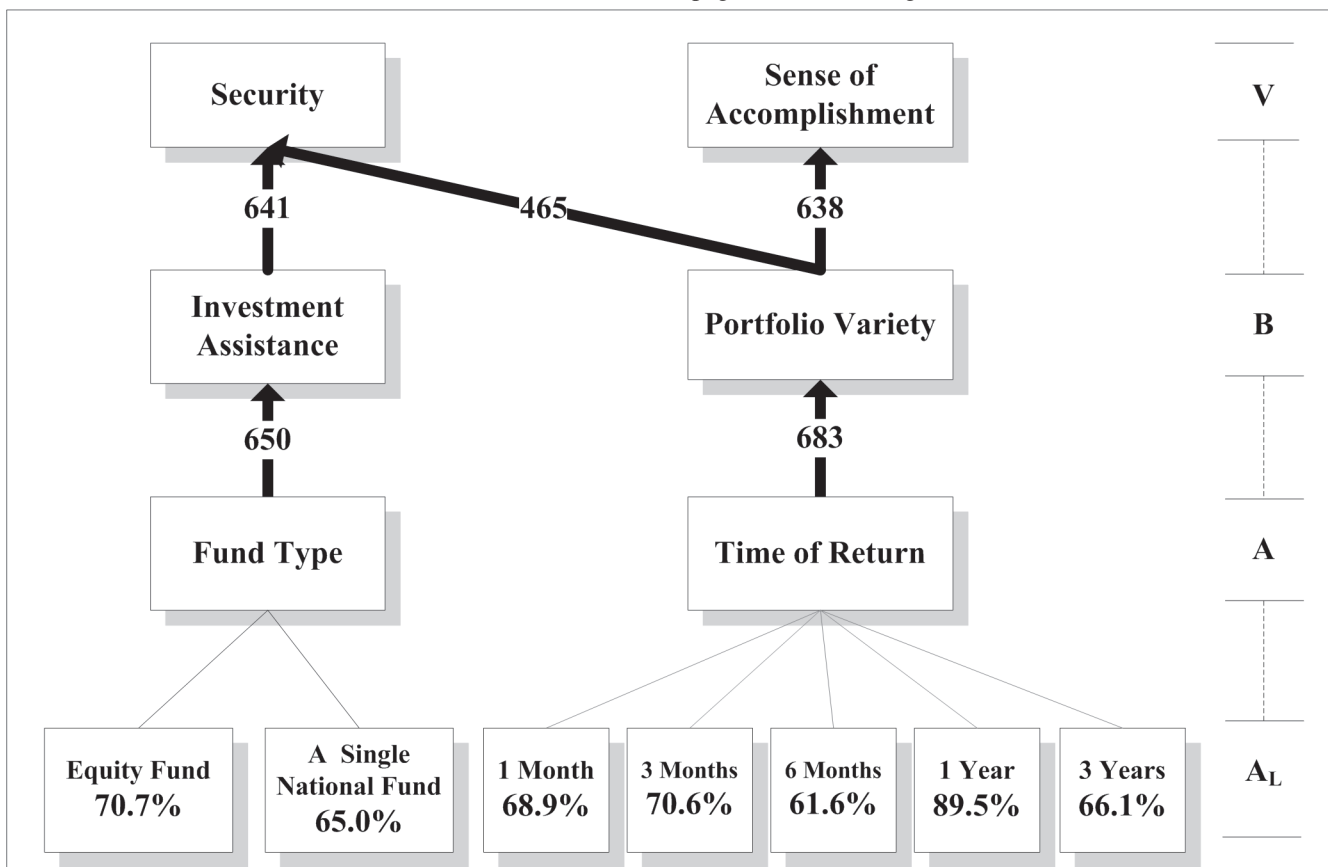 Security
Sense of
Accomplishment
V
641
465
638
Investment
Assistance
Portfolio Variety
B
650
683
Fund Type
Time of Return
A
Equity Fund
70.7%
A Single
National Fund
65.0%
1 Month
68.9%
3 Months
70.6%
6 Months
61.6%
1 Year
89.5%
3 Years
66.1%
AL